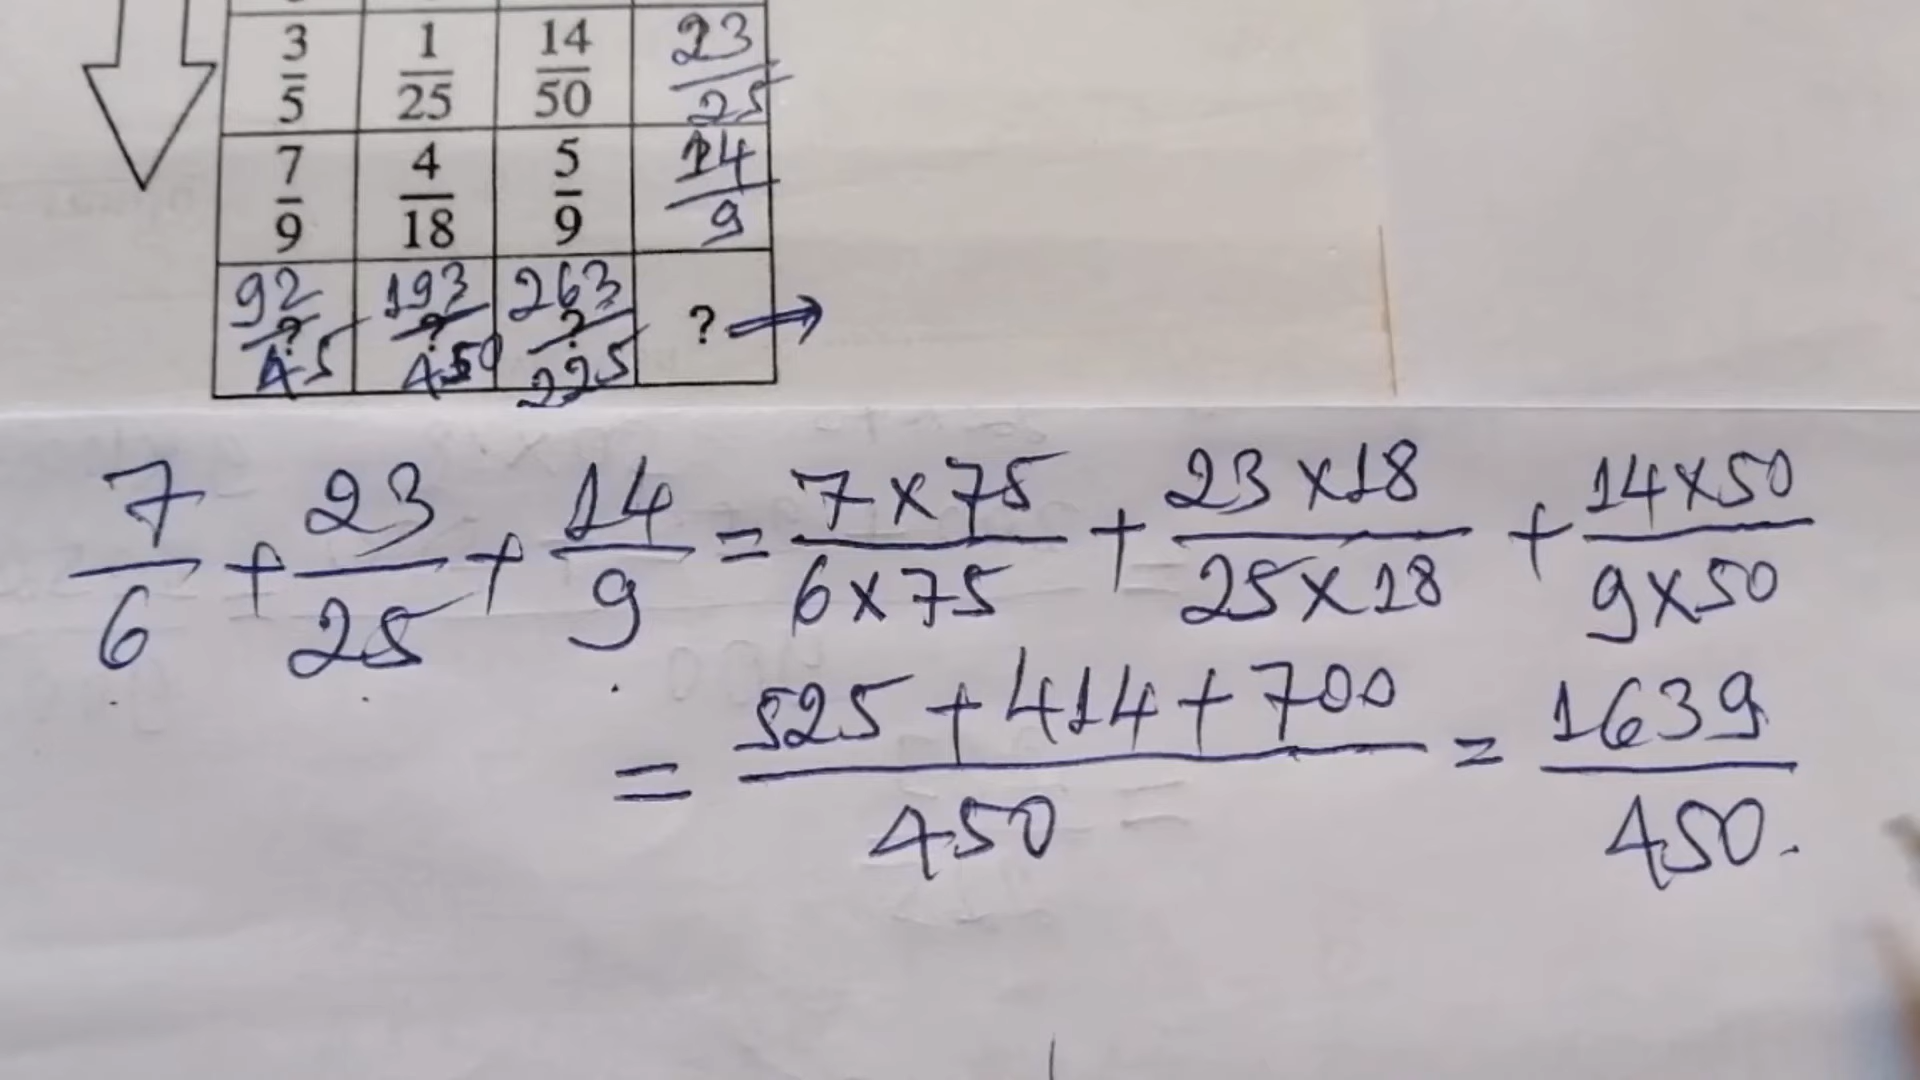 3/5 1/25 14/50 23/25
7/9 4/18 5/9 14/9
92/45 ? 193/450 ? 263/225 ? ?
7/6 + 23/25 + 14/9 = 7×75/6×75 + 23×18/25×18 + 14×50/9×50
= 525+414+700/450 = 1639/450.